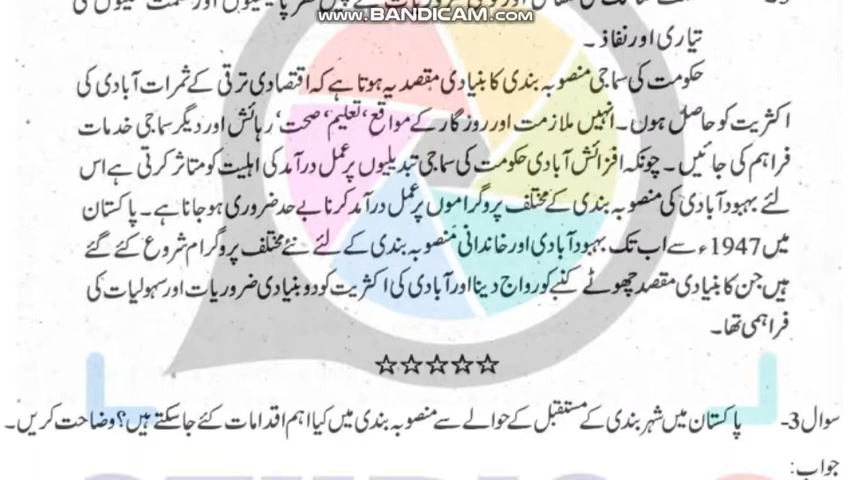 www.BANDICAM.com
تیاری اور نفاذ ۔
حکومت کی سماجی منصوبہ بندی کا بنیادی مقصد یہ ہوتا ہے کہ اقتصادی ترقی کے ثمرات آبادی کی
اکثریت کو حاصل ہوں۔ انہیں ملازمت اور روزگار کے مواقع، تعلیم، صحت، رہائش اور دیگر سماجی خدمات
فراہم کی جائیں ۔ چونکہ افزائش آبادی حکومت کی سماجی تبدیلیوں پر عمل درآمد کی اہلیت کو متاثر کرتی ہے اس
لئے بہبود آبادی کی منصوبہ بندی کے مختلف پروگراموں پر عمل درآمد کرنا بے حد ضروری ہو جاتا ہے۔ پاکستان
میں 1947ء سے اب تک بہبود آبادی اور خاندانی منصوبہ بندی کے لئے نئے مختلف پروگرام شروع کئے گئے
ہیں جن کا بنیادی مقصد چھوٹے کنبے کو رواج دینا اور آبادی کی اکثریت کو دو بنیادی ضروریات اور سہولیات کی
فراہمی تھا۔
☆☆☆☆☆
سوال 3- پاکستان میں شہر بندی کے مستقبل کے حوالے سے منصوبہ بندی میں کیا اہم اقدامات کئے جا سکتے ہیں؟ وضاحت کریں۔
جواب: